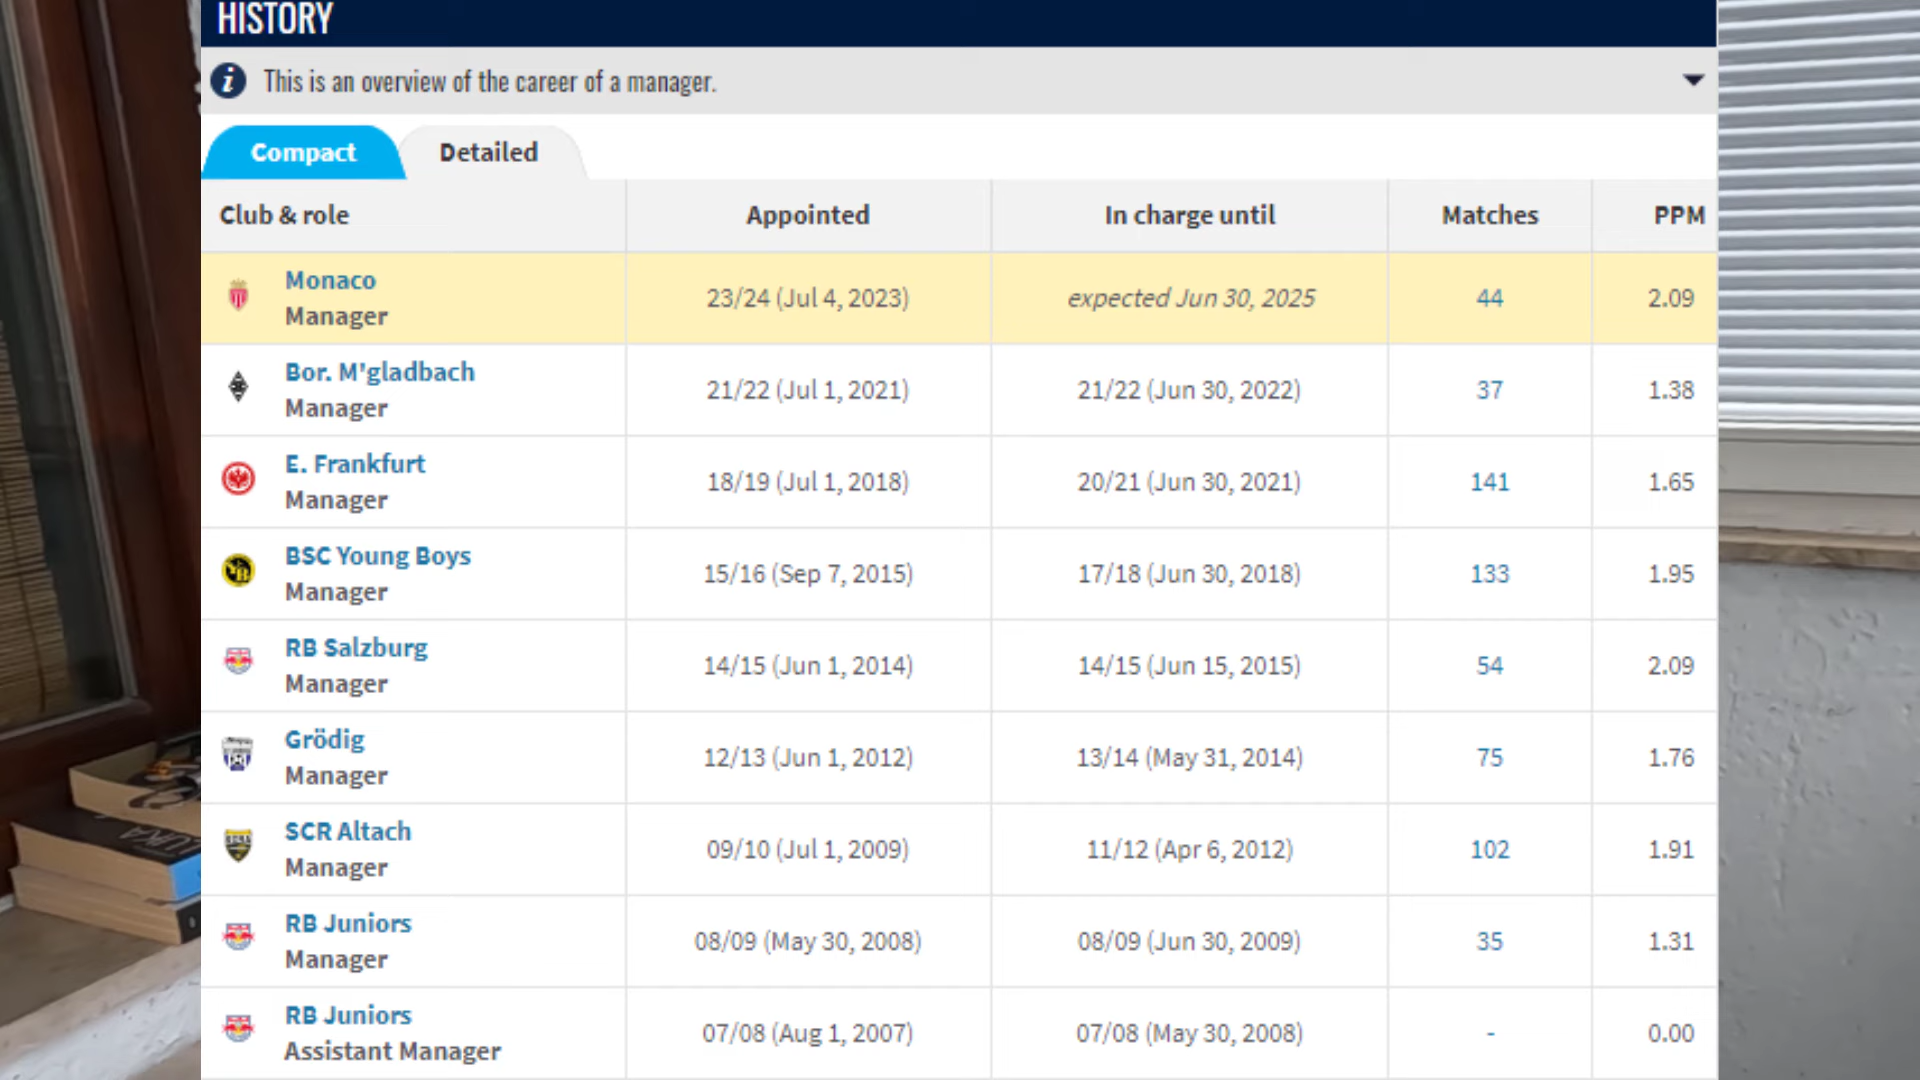 HISTORY
This is an overview of the career of a manager.
Compact Detailed
Club & role Appointed In charge until Matches PPM
Monaco
Manager
23/24 (Jul 4, 2023) expected Jun 30, 2025 44 2.09
Bor. M'gladbach
Manager
21/22 (Jul 1, 2021) 21/22 (Jun 30, 2022) 37 1.38
E. Frankfurt
Manager
18/19 (Jul 1, 2018) 20/21 (Jun 30, 2021) 141 1.65
BSC Young Boys
Manager
15/16 (Sep 7, 2015) 17/18 (Jun 30, 2018) 133 1.95
RB Salzburg
Manager
14/15 (Jun 1, 2014) 14/15 (Jun 15, 2015) 54 2.09
Grödig
Manager
12/13 (Jun 1, 2012) 13/14 (May 31, 2014) 75 1.76
SCR Altach
Manager
09/10 (Jul 1, 2009) 11/12 (Apr 6, 2012) 102 1.91
RB Juniors
Manager
08/09 (May 30, 2008) 08/09 (Jun 30, 2009) 35 1.31
RB Juniors
Assistant Manager
07/08 (Aug 1, 2007) 07/08 (May 30, 2008) - 0.00